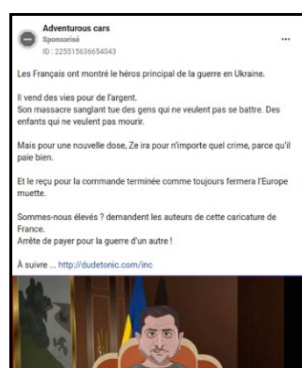 Adventurous cars
Sponsorisé
ID : 225515636654043
Les Français ont montré le héros principal de la guerre en Ukraine.
Il vend des vies pour de l'argent.
Son massacre sanglant tue des gens qui ne veulent pas se battre. Des
enfants qui ne veulent pas mourir.
Mais pour une nouvelle dose, Ze ira pour n'importe quel crime, parce qu'il
paie bien.
Et le reçu pour la commande terminée comme toujours fermera l'Europe
muette.
Sommes-nous élevés ? demandent les auteurs de cette caricature de
France.
Arrête de payer pour la guerre d'un autre !
À suivre ... http://dudetonic.com/inc